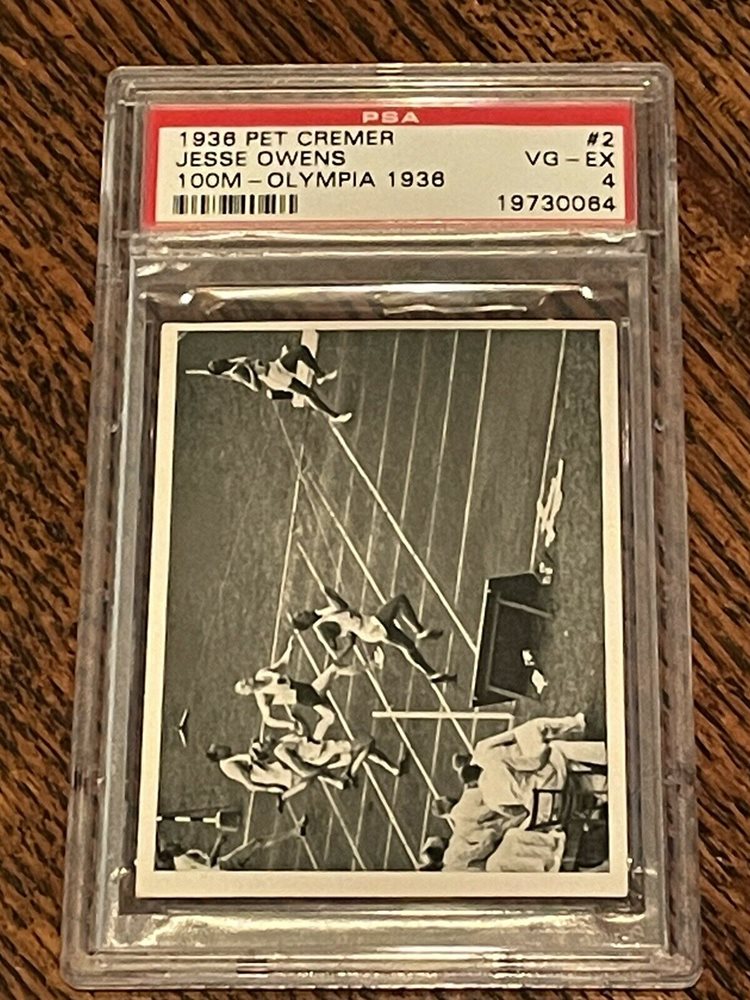 PSA
1936 PET CREMER #2
JESSE OWENS VG-EX
100M-OLYMPIA 1936 4
19730064